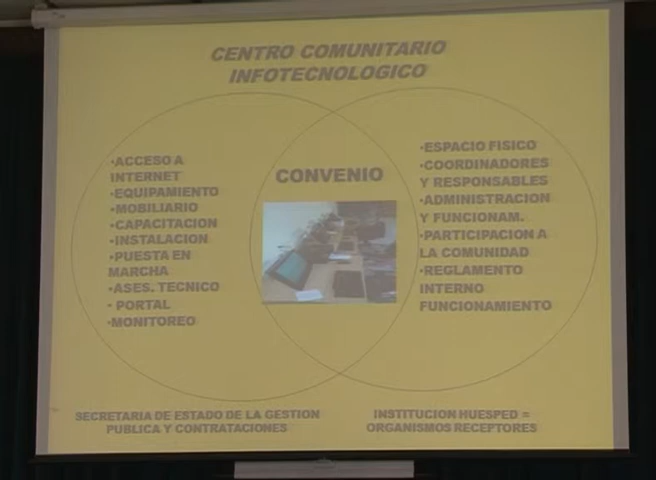 CENTRO COMUNITARIO
INFOTECNOLOGICO
•ACCESO A
INTERNET
•EQUIPAMIENTO
•MOBILIARIO
•CAPACITACION
•INSTALACION
•PUESTA EN
MARCHA
•ASES. TECNICO
• PORTAL
•MONITOREO
CONVENIO
•ESPACIO FISICO
•COORDINADORES
Y RESPONSABLES
•ADMINISTRACION
Y FUNCIONAM.
•PARTICIPACION A
LA COMUNIDAD
•REGLAMENTO
INTERNO
FUNCIONAMIENTO
SECRETARIA DE ESTADO DE LA GESTION
PUBLICA Y CONTRATACIONES
INSTITUCION HUESPED =
ORGANISMOS RECEPTORES